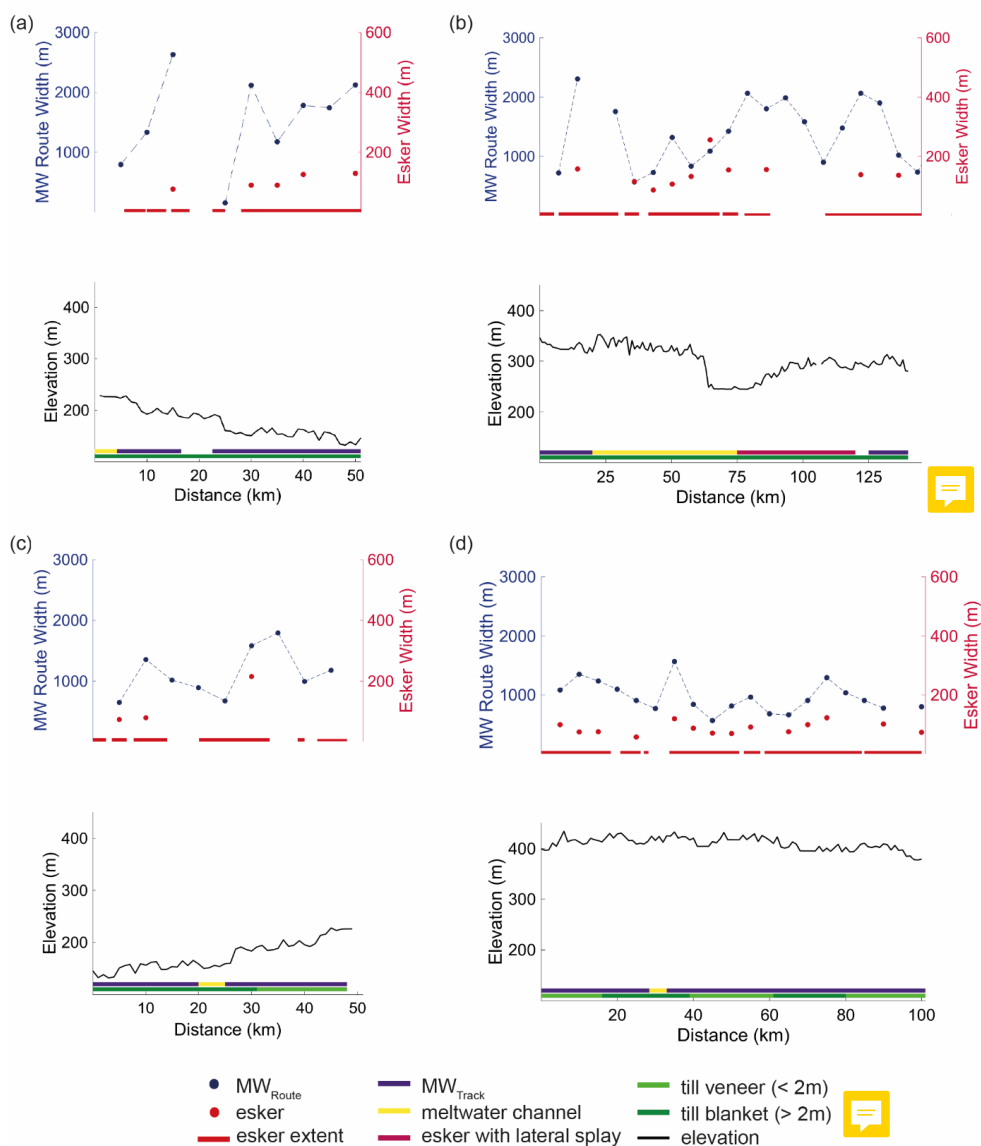 (a)
MW Route Width (m)
3000
2000
1000
600
400
200
Esker Width (m)
Elevation (m)
400
300
200
10 20 30 40 50
Distance (km)
(b)
MW Route Width (m)
3000
2000
1000
600
400
200
Esker Width (m)
Elevation (m)
400
300
200
25 50 75 100 125
Distance (km)
(c)
MW Route Width (m)
3000
2000
1000
600
400
200
Esker Width (m)
Elevation (m)
400
300
200
10 20 30 40 50
Distance (km)
(d)
MW Route Width (m)
3000
2000
1000
600
400
200
Esker Width (m)
Elevation (m)
400
300
200
20 40 60 80 100
Distance (km)
MWRoute MWTrack till veneer (< 2m)
esker meltwater channel till blanket (> 2m)
esker extent esker with lateral splay elevation